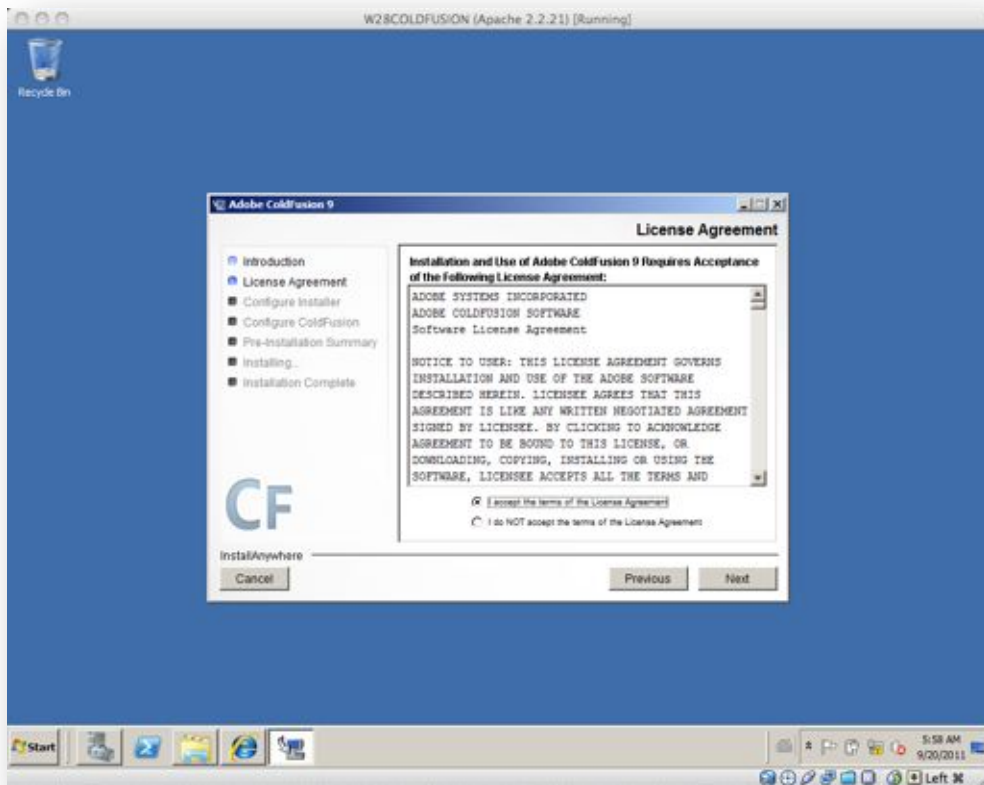 W28COLDFUSION (Apache 2.2.21) [Running]
Recycle Bin
Adobe ColdFusion 9
License Agreement
Introduction
License Agreement
Configure Installer
Configure ColdFusion
Pre-Installation Summary
Installing...
Installation Complete
Installation and Use of Adobe ColdFusion 9 Requires Acceptance
of the Following License Agreement:
ADOBE SYSTEMS INCORPORATED
ADOBE COLDFUSION SOFTWARE
Software License Agreement
NOTICE TO USER: THIS LICENSE AGREEMENT GOVERNS
INSTALLATION AND USE OF THE ADOBE SOFTWARE
DESCRIBED HEREIN. LICENSEE AGREES THAT THIS
AGREEMENT IS LIKE ANY WRITTEN NEGOTIATED AGREEMENT
SIGNED BY LICENSEE. BY CLICKING TO ACKNOWLEDGE
AGREEMENT TO BE BOUND TO THIS LICENSE, OR
DOWNLOADING, COPYING, INSTALLING OR USING THE
SOFTWARE, LICENSEE ACCEPTS ALL THE TERMS AND
I accept the terms of the License Agreement
I do NOT accept the terms of the License Agreement
CF
InstallAnywhere
Cancel
Previous
Next
Start
5:58 AM
9/20/2011
Left ⌘